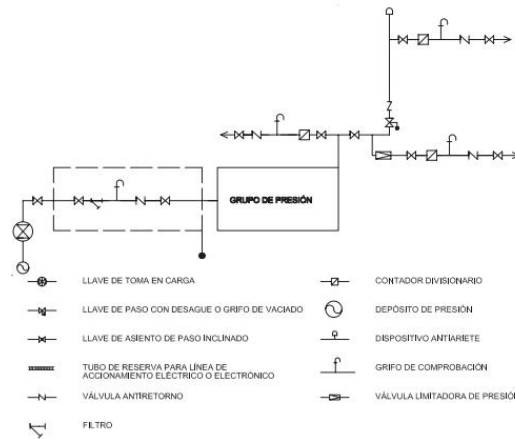 GRUPO DE PRESIÓN
LLAVE DE TOMA EN CARGA
CONTADOR DIVISIONARIO
LLAVE DE PASO CON DESAGUE O GRIFO DE VACIADO
DEPÓSITO DE PRESIÓN
LLAVE DE ASIENTO DE PASO INCLINADO
DISPOSITIVO ANTIARIETE
TUBO DE RESERVA PARA LÍNEA DE
ACCIONAMIENTO ELÉCTRICO O ELECTRÓNICO
GRIFO DE COMPROBACIÓN
VÁLVULA ANTIRETORNO
VÁLVULA LIMITADORA DE PRESIÓN
FILTRO